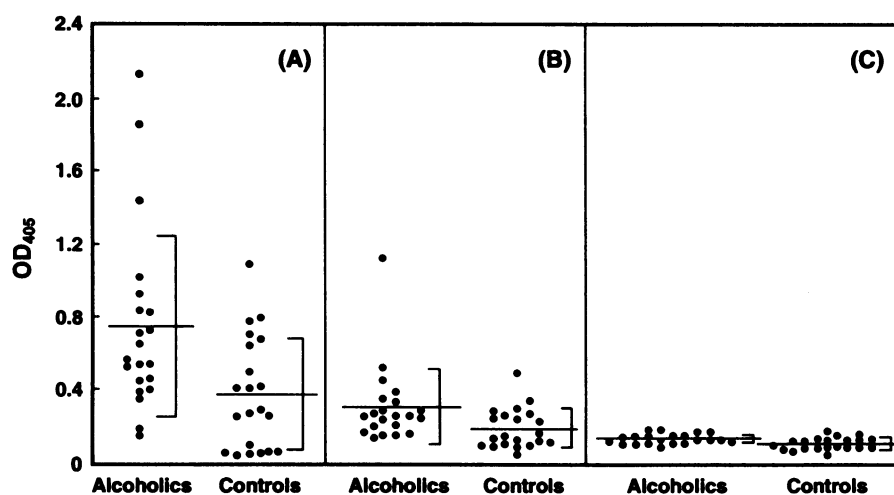 2.4
(A)
(B)
(C)
2.0
1.6
1.2
0.8
0.4
0
OD405
Alcoholics Controls Alcoholics Controls Alcoholics Controls